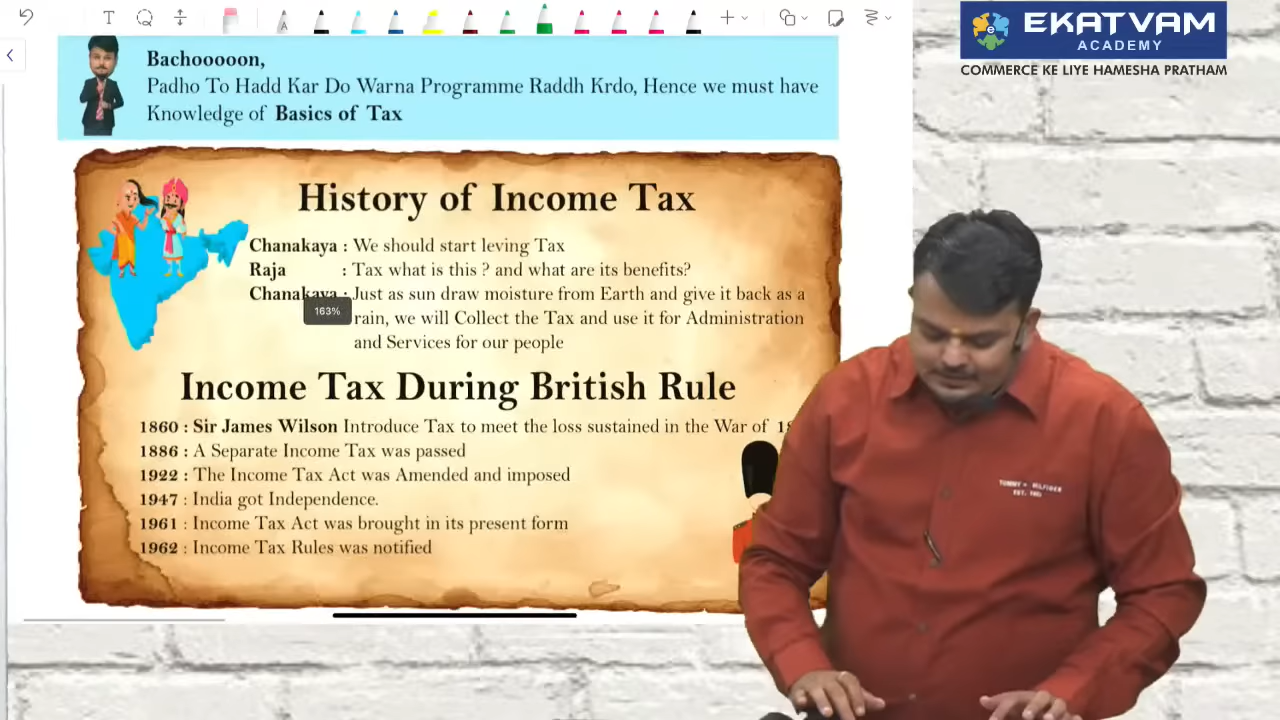 EKATVAM
ACADEMY
COMMERCE KE LIYE HAMESHA PRATHAM
Bachooooon,
Padho To Hadd Kar Do Warna Programme Raddh Krdo, Hence we must have
Knowledge of Basics of Tax
History of Income Tax
Chanakaya : We should start leving Tax
Raja : Tax what is this ? and what are its benefits?
Chanakaya : Just as sun draw moisture from Earth and give it back as a
163%
rain, we will Collect the Tax and use it for Administration
and Services for our people
Income Tax During British Rule
1860 : Sir James Wilson Introduce Tax to meet the loss sustained in the War of
1886 : A Separate Income Tax was passed
1922 : The Income Tax Act was Amended and imposed
1947 : India got Independence.
1961 : Income Tax Act was brought in its present form
1962 : Income Tax Rules was notified
TOMMY HILFIGER